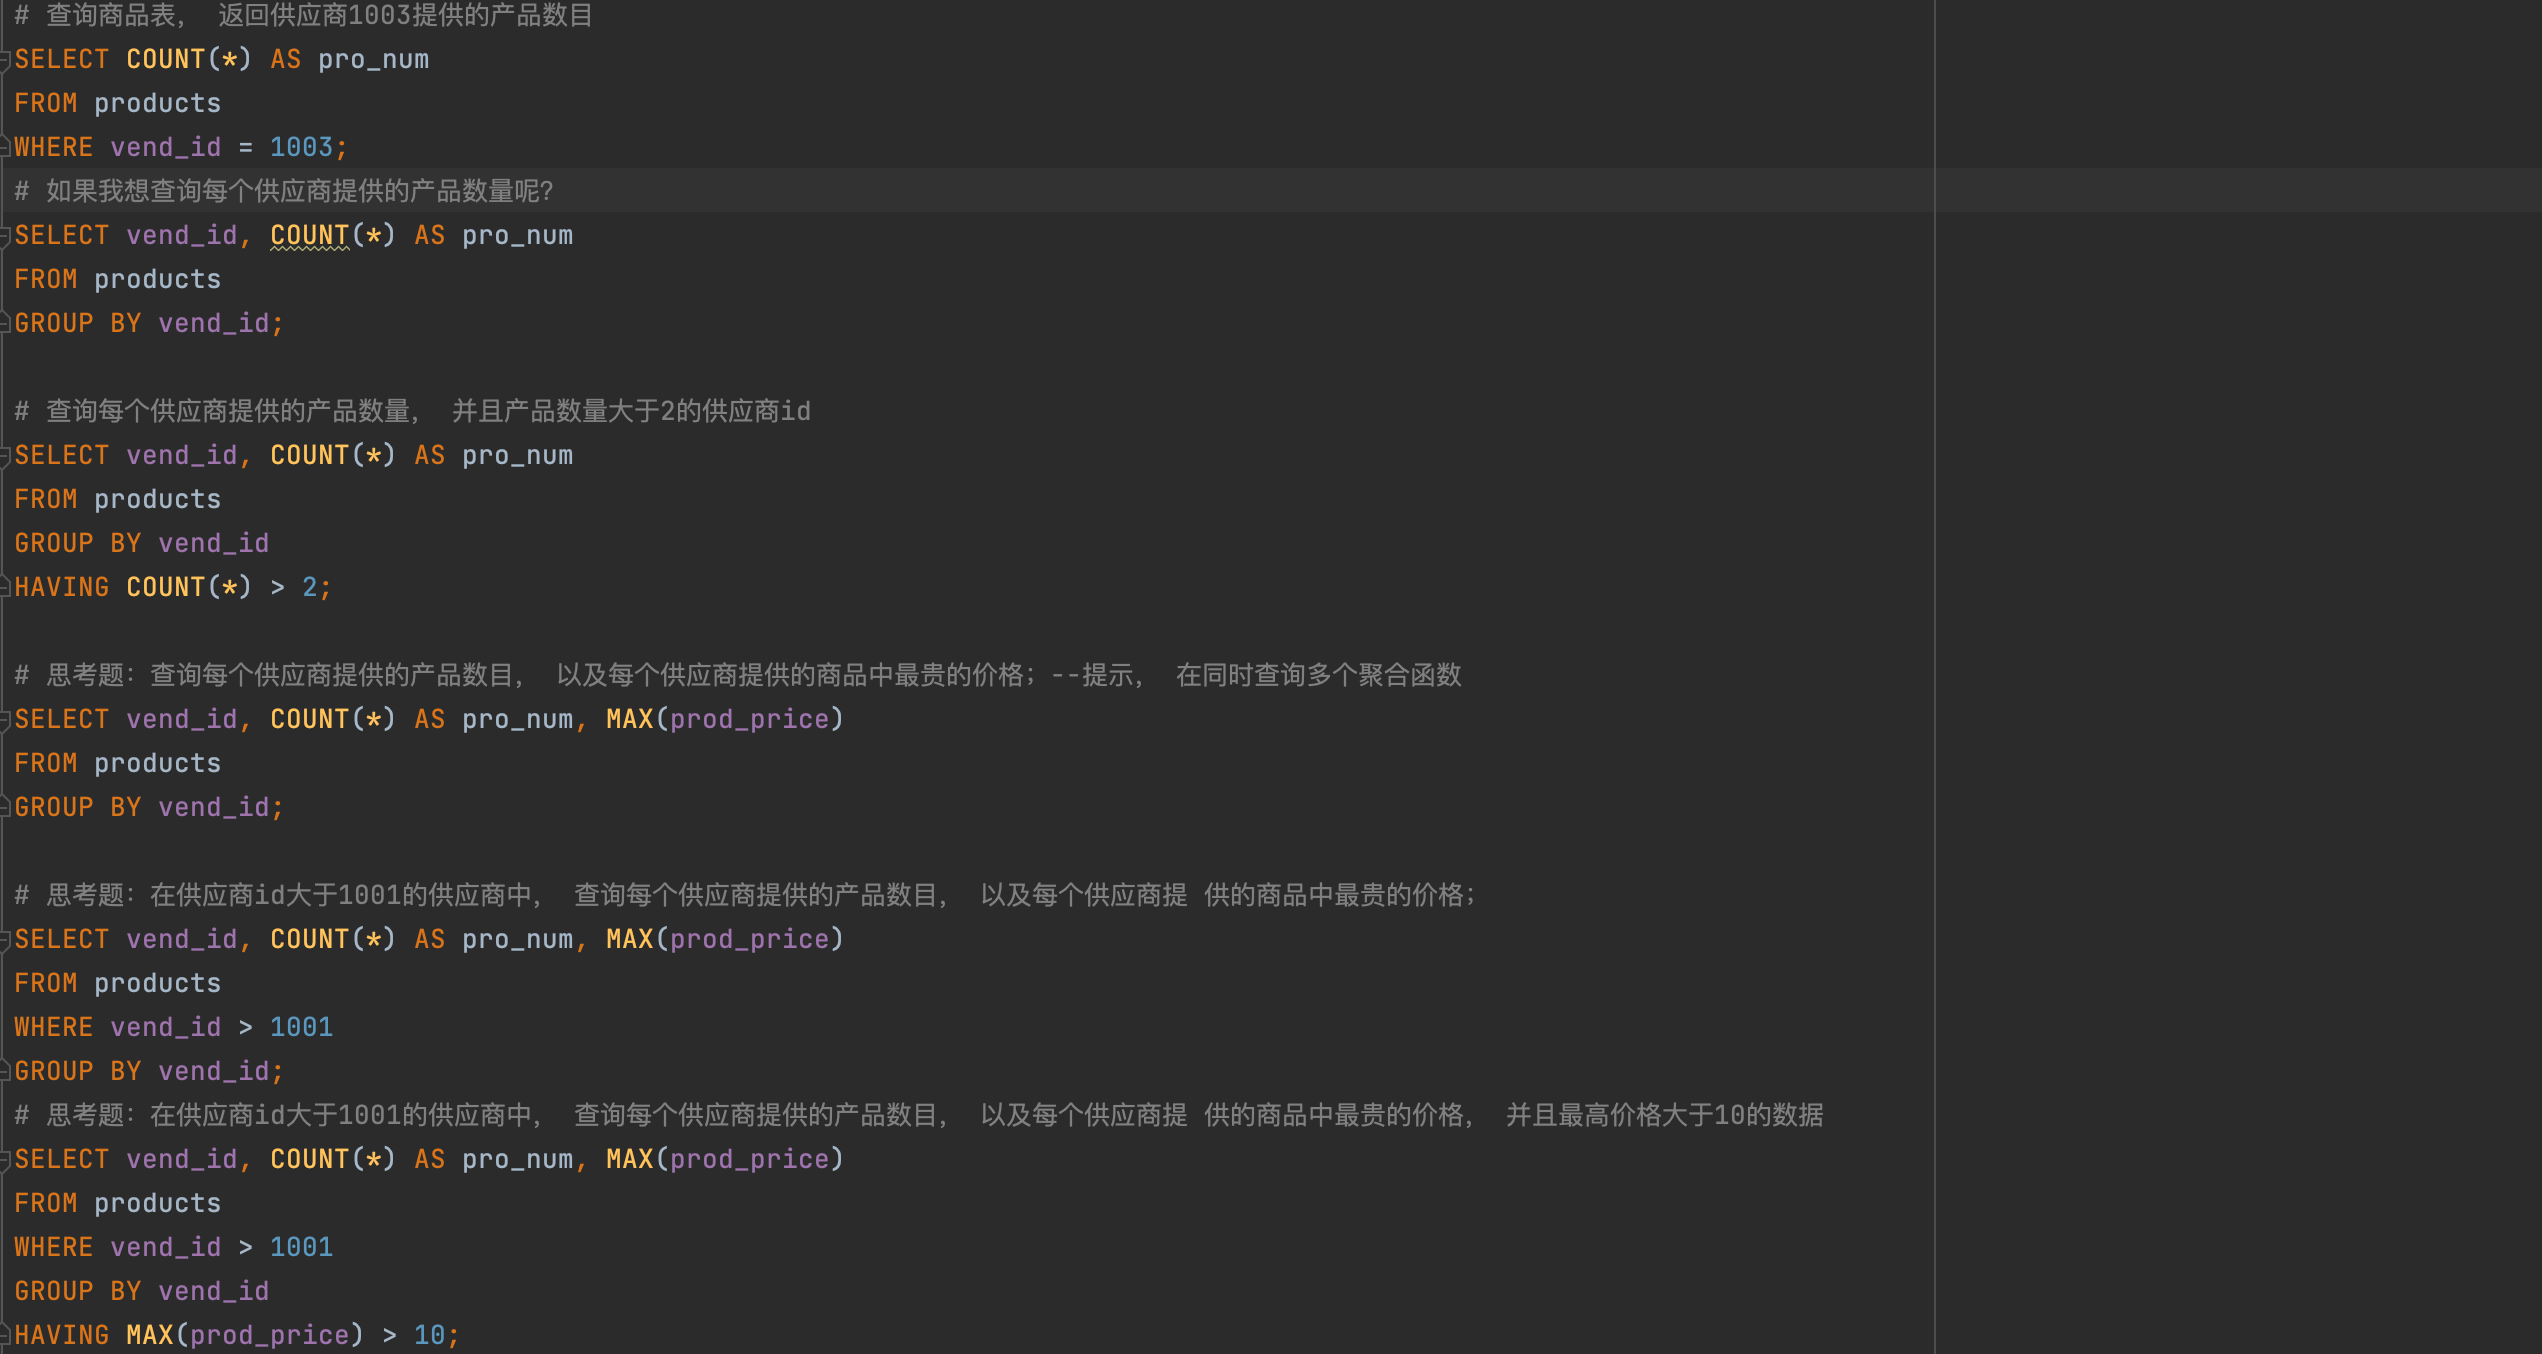 # 查询商品表， 返回供应商1003提供的产品数目
SELECT COUNT(*) AS pro_num
FROM products
WHERE vend_id = 1003;
# 如果我想查询每个供应商提供的产品数量呢？
SELECT vend_id, COUNT(*) AS pro_num
FROM products
GROUP BY vend_id;
# 查询每个供应商提供的产品数量， 并且产品数量大于2的供应商id
SELECT vend_id, COUNT(*) AS pro_num
FROM products
GROUP BY vend_id
HAVING COUNT(*) > 2;
# 思考题：查询每个供应商提供的产品数目， 以及每个供应商提供的商品中最贵的价格；--提示， 在同时查询多个聚合函数
SELECT vend_id, COUNT(*) AS pro_num, MAX(prod_price)
FROM products
GROUP BY vend_id;
# 思考题：在供应商id大于1001的供应商中， 查询每个供应商提供的产品数目， 以及每个供应商提 供的商品中最贵的价格；
SELECT vend_id, COUNT(*) AS pro_num, MAX(prod_price)
FROM products
WHERE vend_id > 1001
GROUP BY vend_id;
# 思考题：在供应商id大于1001的供应商中， 查询每个供应商提供的产品数目， 以及每个供应商提 供的商品中最贵的价格， 并且最高价格大于10的数据
SELECT vend_id, COUNT(*) AS pro_num, MAX(prod_price)
FROM products
WHERE vend_id > 1001
GROUP BY vend_id
HAVING MAX(prod_price) > 10;